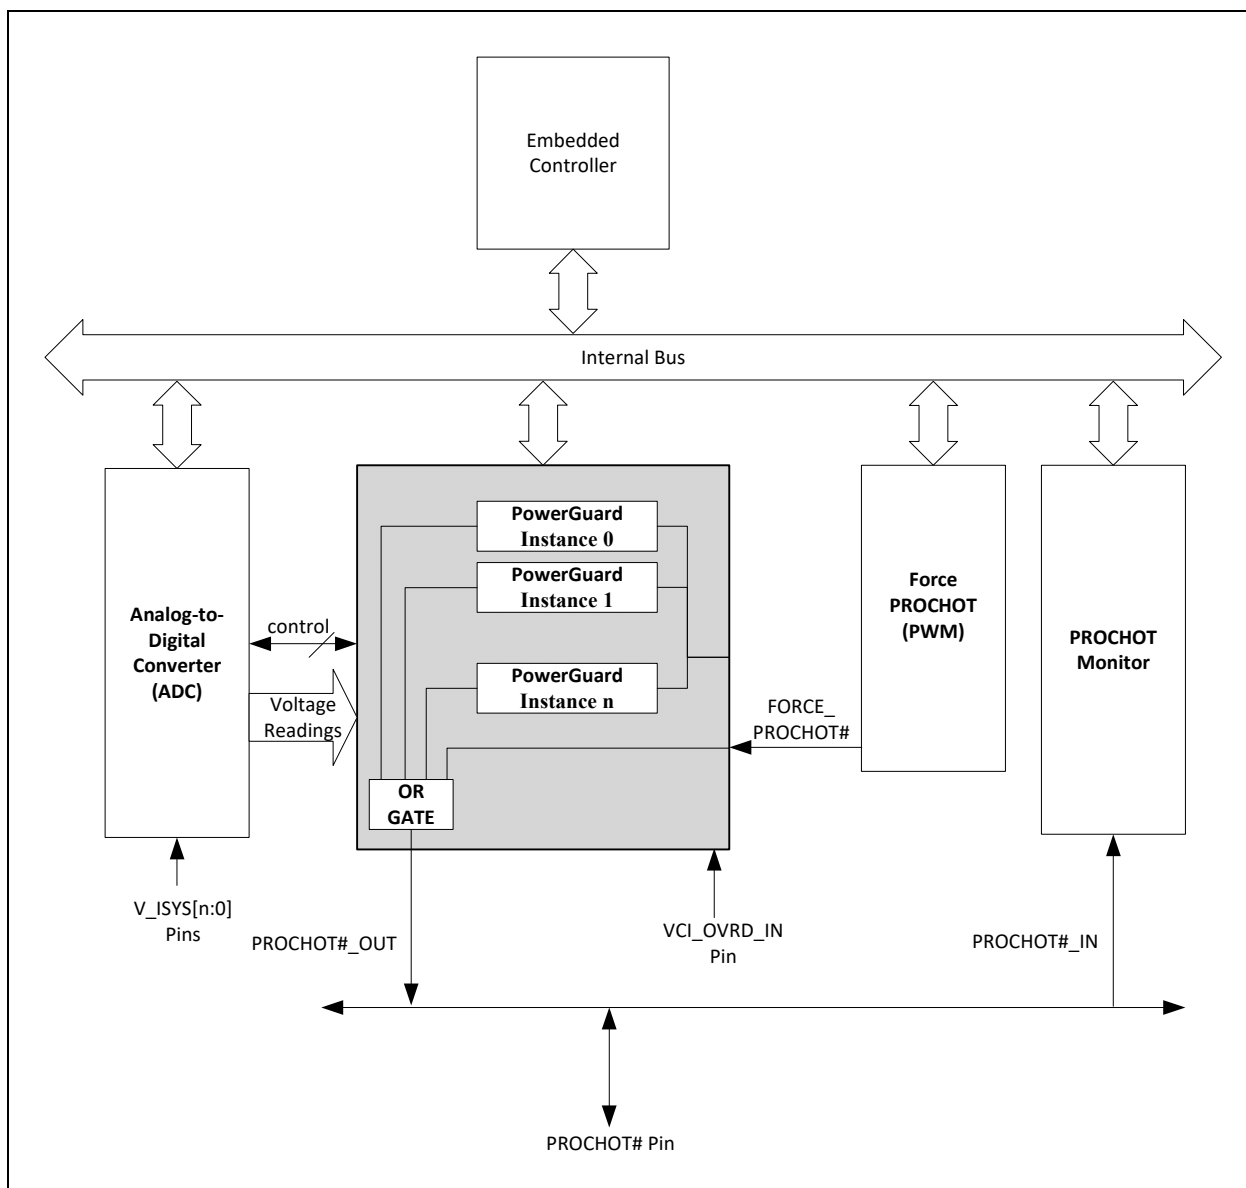 Embedded
Controller
Internal Bus
PowerGuard
Instance 0
PowerGuard
Instance 1
PowerGuard
Instance n
OR
GATE
Analog-to-
Digital
Converter
(ADC)
control
Voltage
Readings
Force
PROCHOT
(PWM)
PROCHOT
Monitor
FORCE_
PROCHOT#
V_ISYS[n:0]
Pins
PROCHOT#_OUT
VCI_OVRD_IN
Pin
PROCHOT#_IN
PROCHOT# Pin